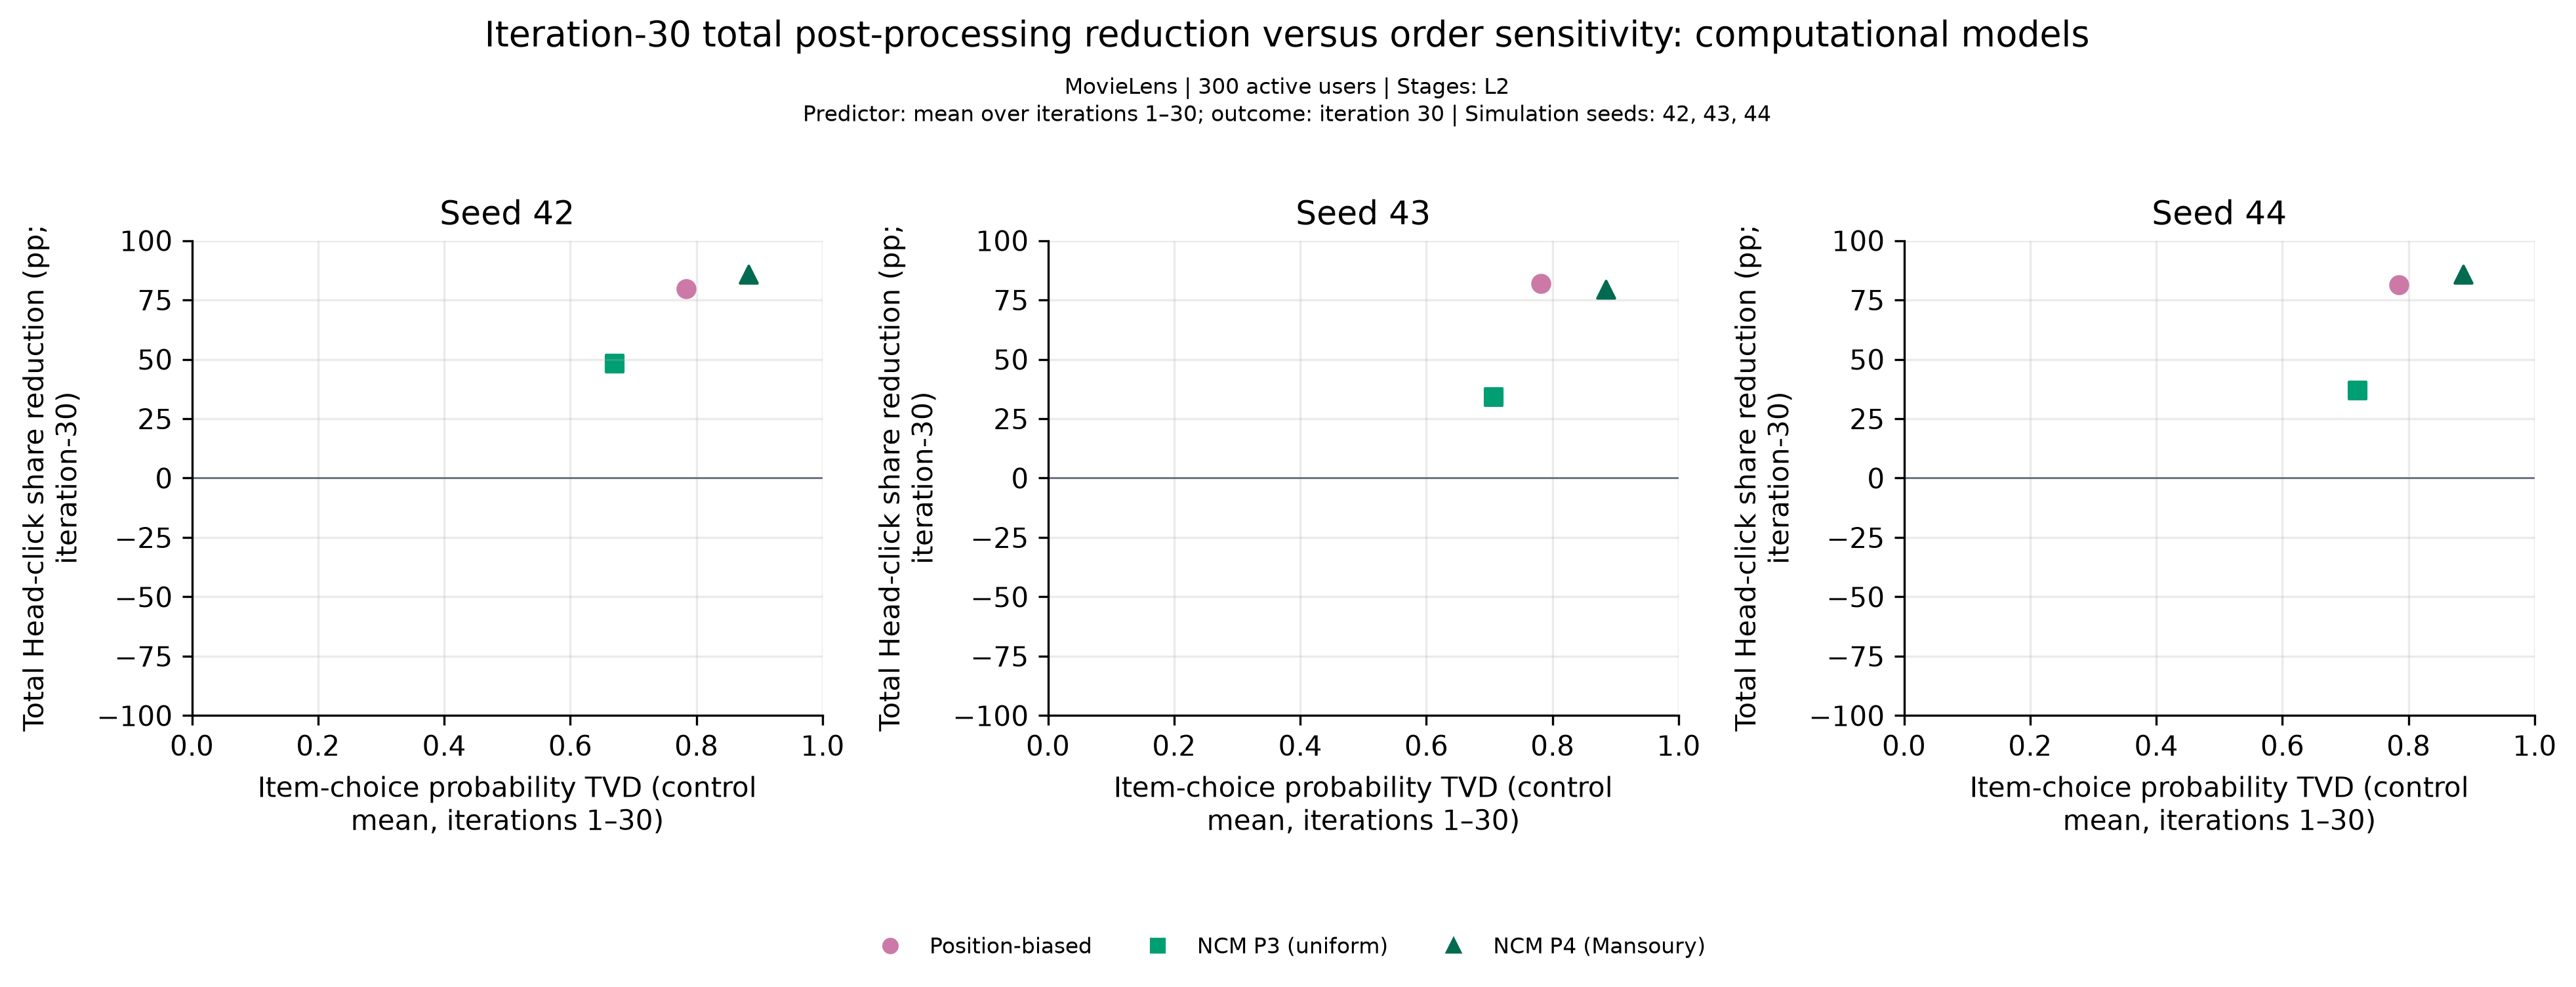 Iteration-30 total post-processing reduction versus order sensitivity: computational models
MovieLens | 300 active users | Stages: L2
Predictor: mean over iterations 1–30; outcome: iteration 30 | Simulation seeds: 42, 43, 44
Seed 42
Total Head-click share reduction (pp;
iteration-30)
100
75
50
25
0
−25
−50
−75
−100
0.0 0.2 0.4 0.6 0.8 1.0
Item-choice probability TVD (control
mean, iterations 1–30)
Seed 43
Total Head-click share reduction (pp;
iteration-30)
100
75
50
25
0
−25
−50
−75
−100
0.0 0.2 0.4 0.6 0.8 1.0
Item-choice probability TVD (control
mean, iterations 1–30)
Seed 44
Total Head-click share reduction (pp;
iteration-30)
100
75
50
25
0
−25
−50
−75
−100
0.0 0.2 0.4 0.6 0.8 1.0
Item-choice probability TVD (control
mean, iterations 1–30)
Position-biased NCM P3 (uniform) NCM P4 (Mansoury)